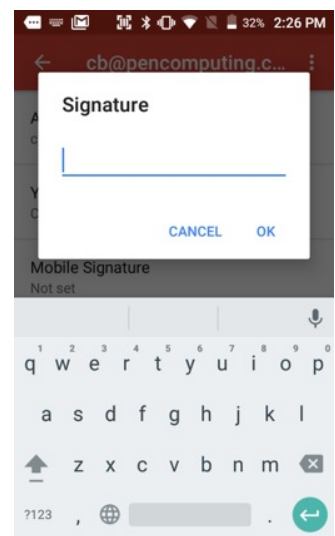 32% 2:26 PM
cb@pencomputing.c...
Signature
CANCEL OK
Mobile Signature
Not set
1 2 3 4 5 6 7 8 9 0
q w e r t y u i o p
a s d f g h j k l
z x c v b n m
?123 , .